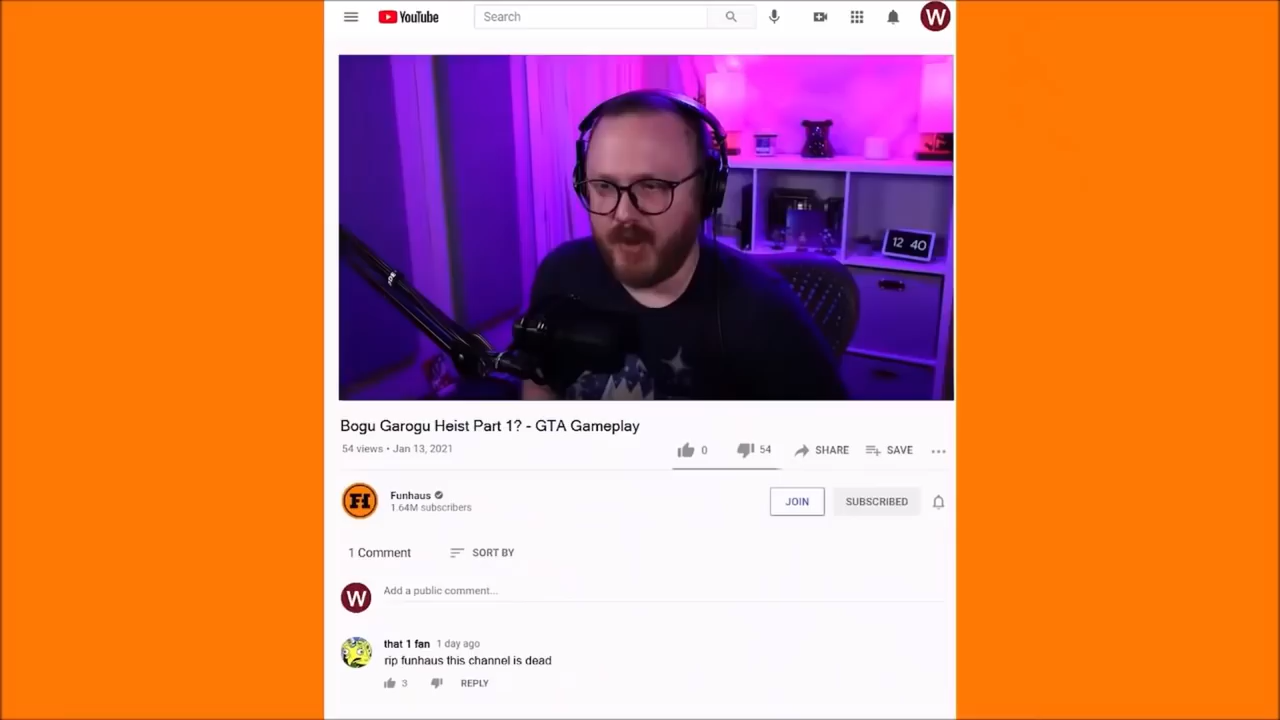 YouTube
Search
W
12 40
Bogu Garogu Heist Part 1? - GTA Gameplay
54 views • Jan 13, 2021
0
54
SHARE
SAVE
Funhaus
1.64M subscribers
JOIN
SUBSCRIBED
1 Comment
SORT BY
W
Add a public comment...
that 1 fan 1 day ago
rip funhaus this channel is dead
3
REPLY